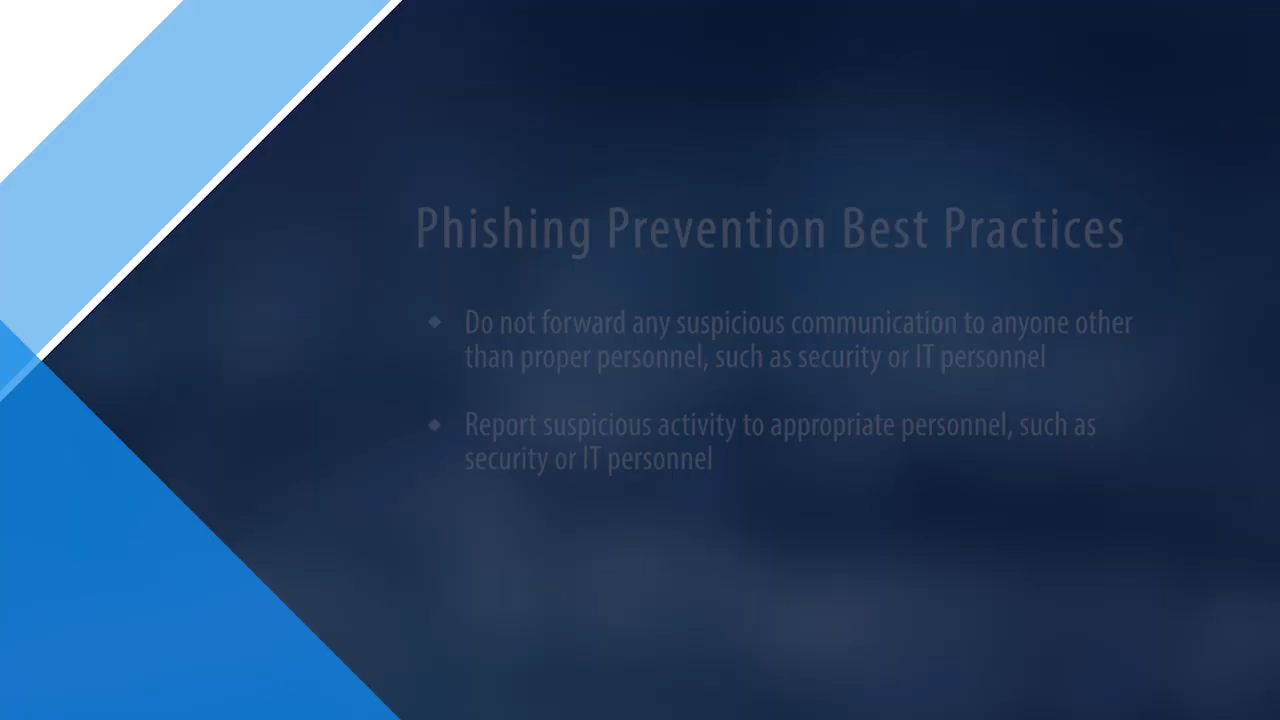 Phishing Prevention Best Practices
Do not forward any suspicious communication to anyone other
than proper personnel, such as security or IT personnel
Report suspicious activity to appropriate personnel, such as
security or IT personnel